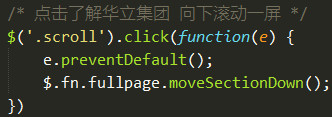 /* 点击了解华立集团 向下滚动一屏 */
$('.scroll').click(function(e) {
    e.preventDefault();
    $.fn.fullpage.moveSectionDown();
})